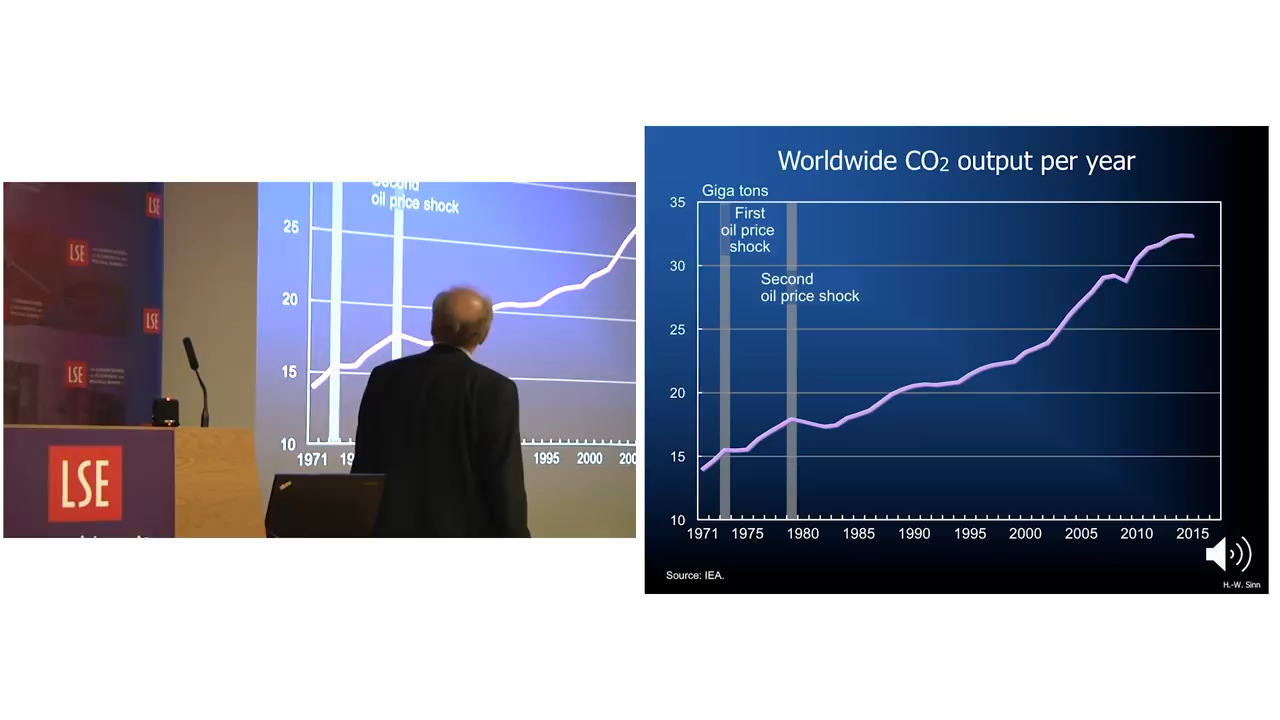 LSE
LSE
LSE
LSE
LSE
Second
oil price shock
25
20
15
10
1971
1995
2000
Worldwide CO2 output per year
Giga tons
35
30
25
20
15
10
First
oil price
shock
Second
oil price shock
1971 1975 1980 1985 1990 1995 2000 2005 2010 2015
Source: IEA.
H.-W. Sinn